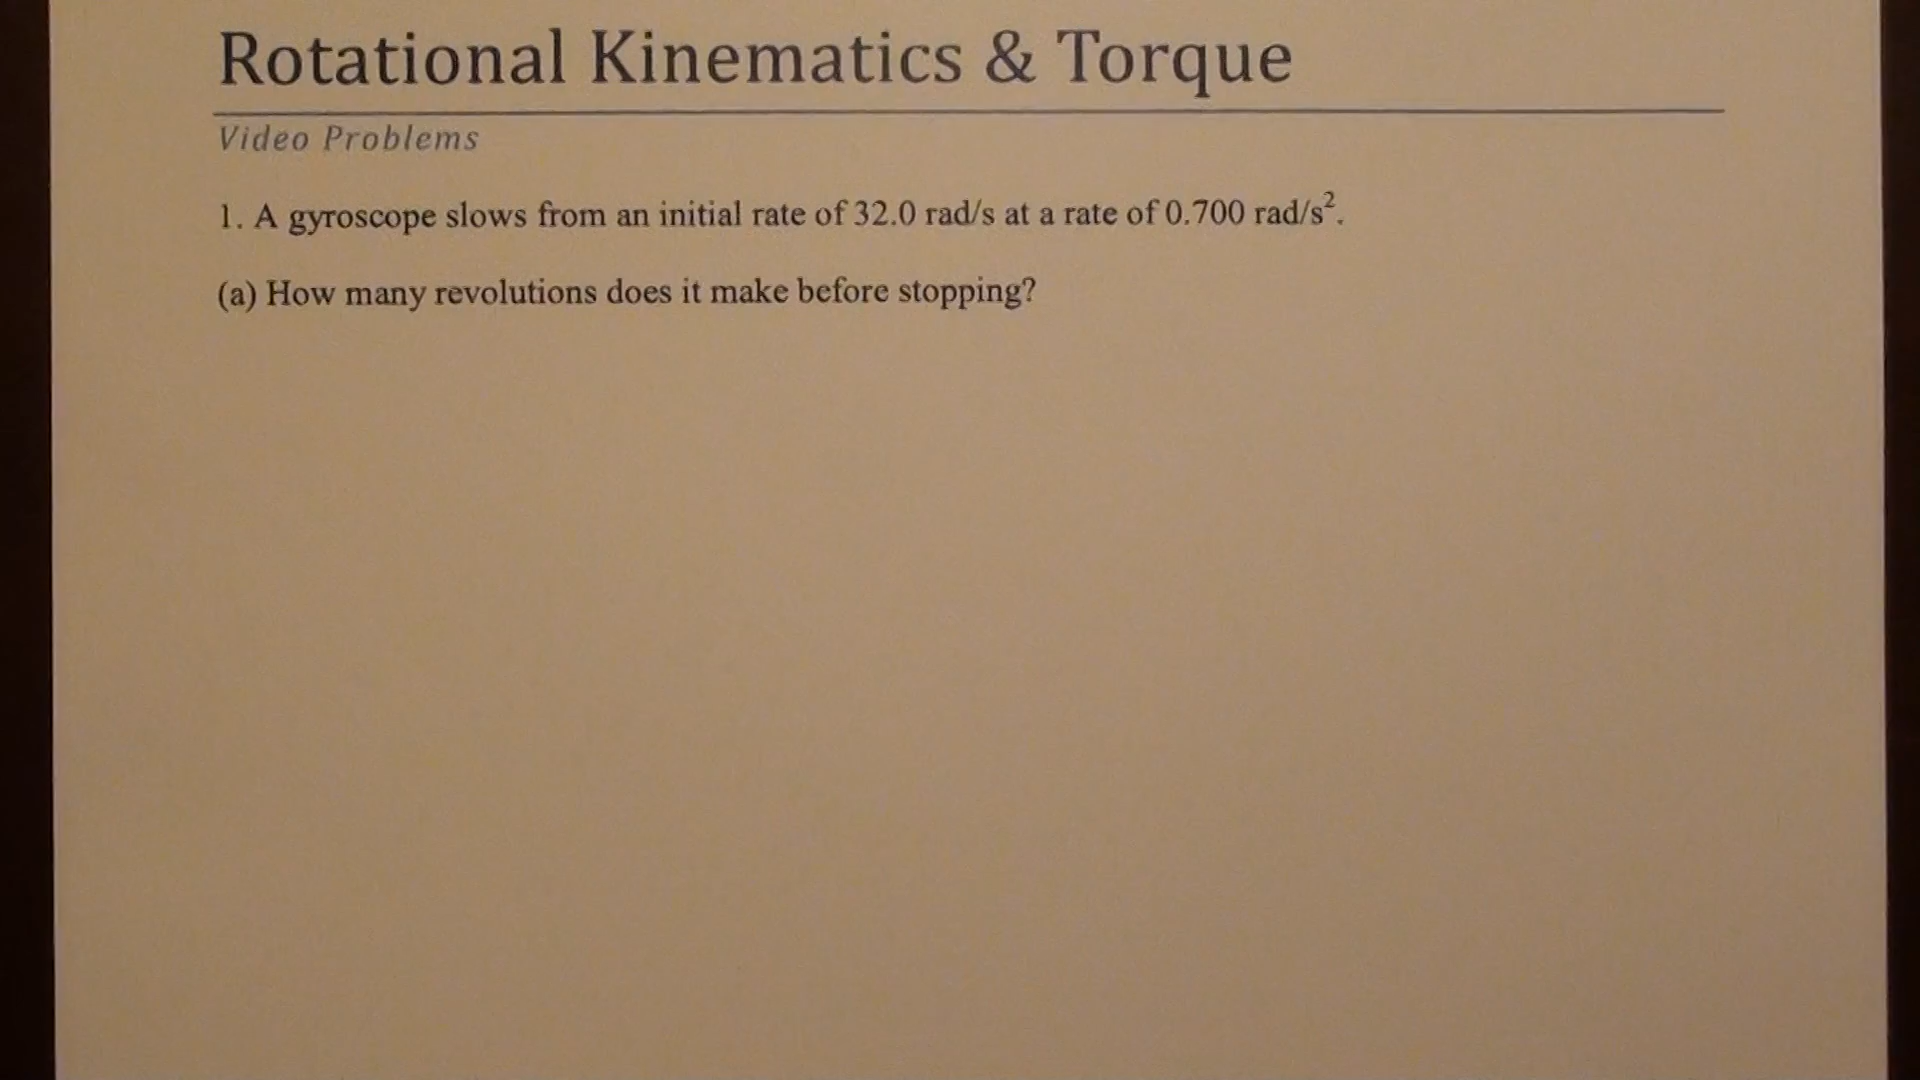 Rotational Kinematics & Torque
Video Problems
1. A gyroscope slows from an initial rate of 32.0 rad/s at a rate of 0.700 rad/s².
(a) How many revolutions does it make before stopping?